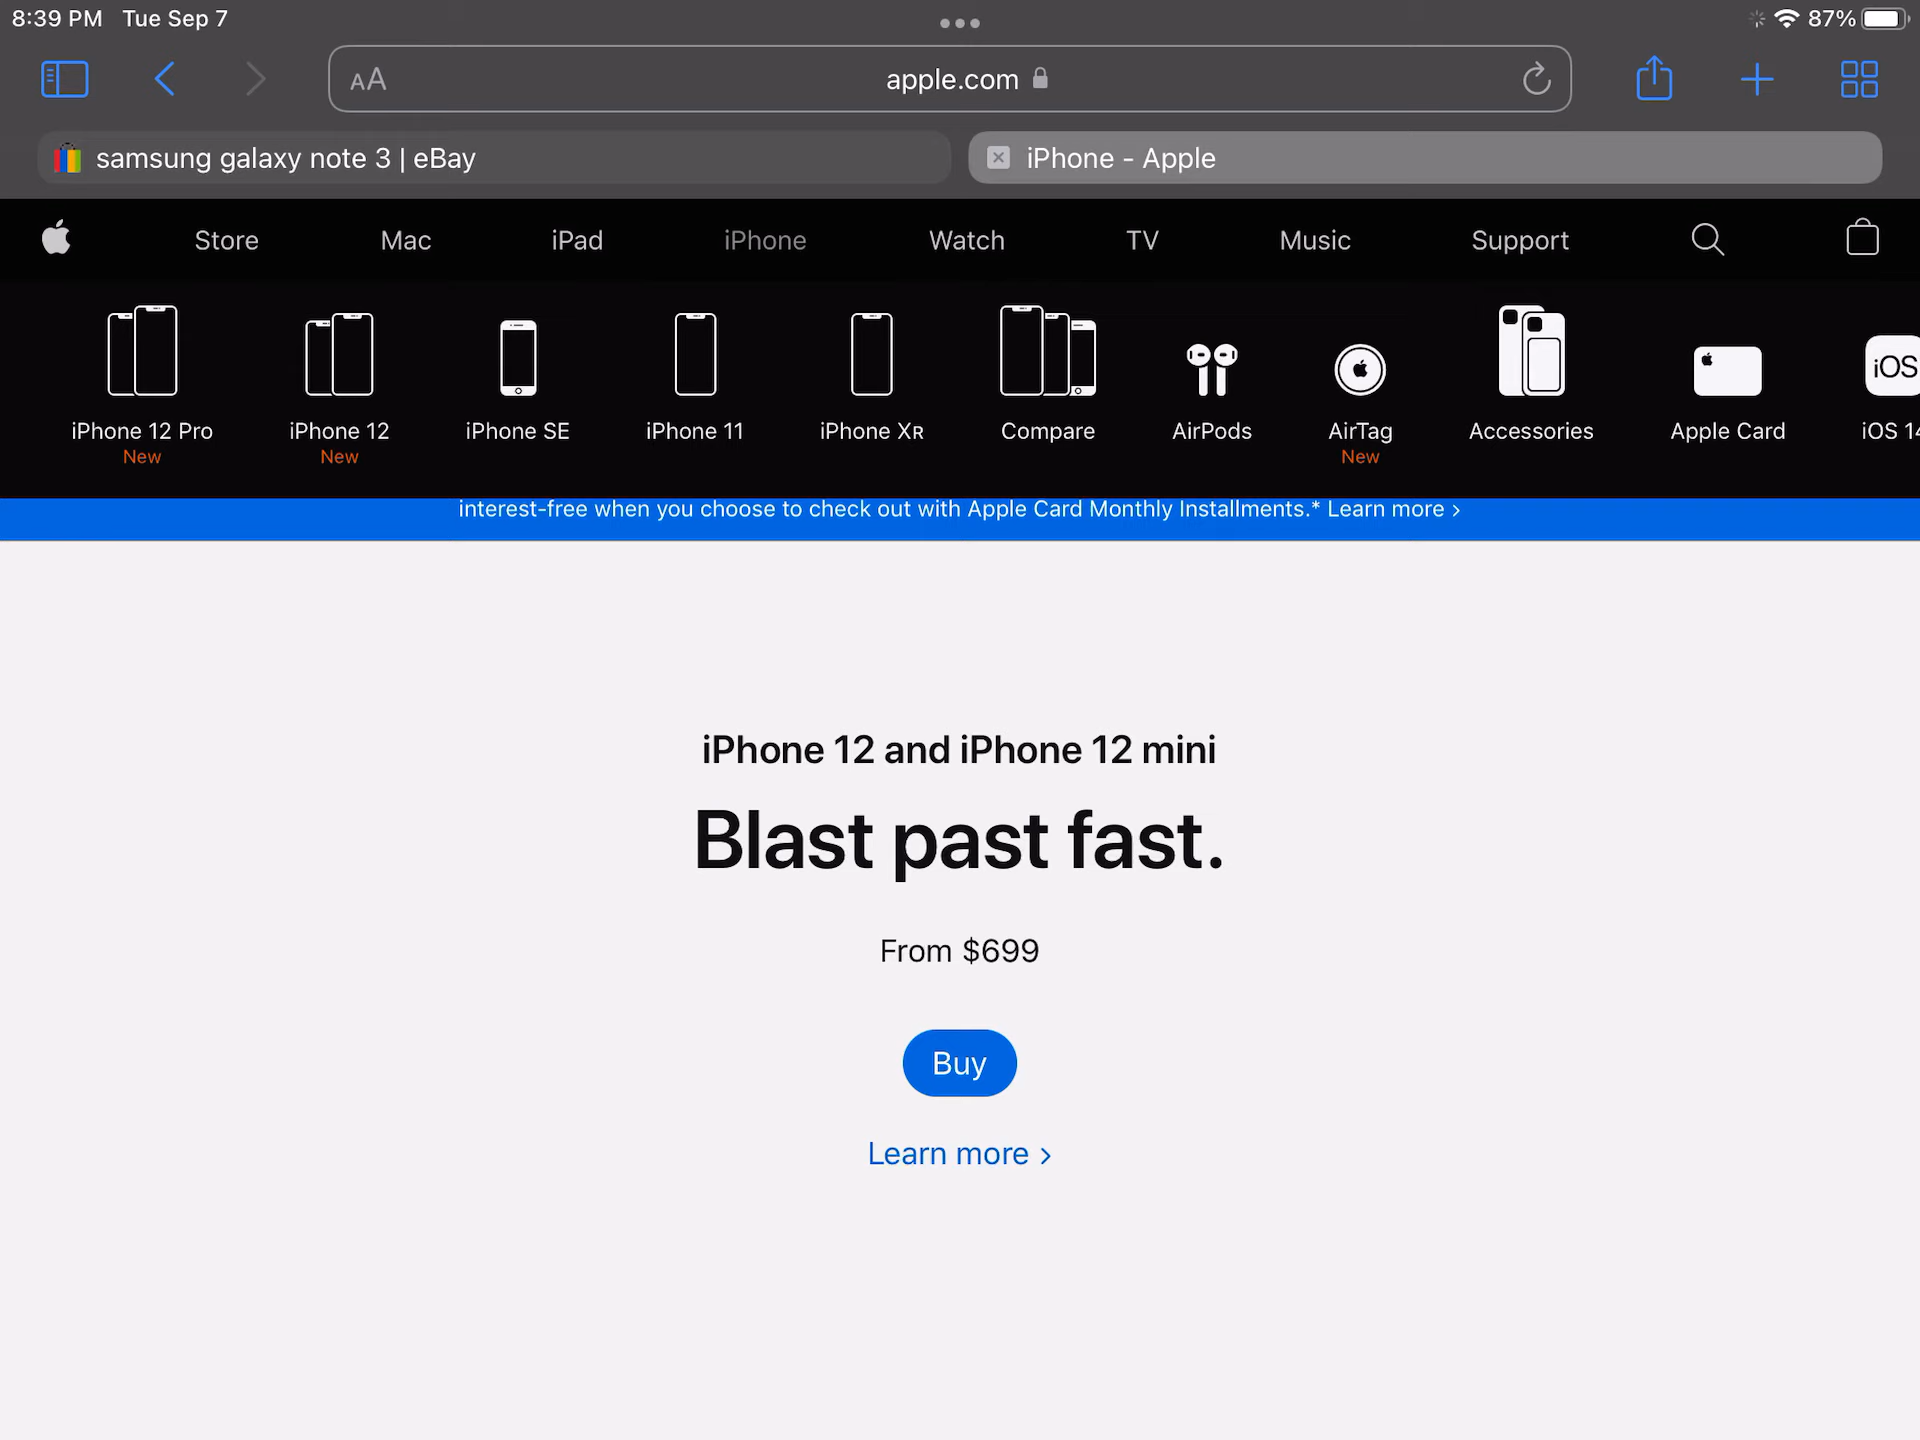 8:39 PM Tue Sep 7
87%
AA
apple.com
samsung galaxy note 3 | eBay
iPhone - Apple
Store Mac iPad iPhone Watch TV Music Support
iPhone 12 Pro iPhone 12 iPhone SE iPhone 11 iPhone XR Compare AirPods AirTag Accessories Apple Card iOS 14
New New New
iOS
interest-free when you choose to check out with Apple Card Monthly Installments.* Learn more >
iPhone 12 and iPhone 12 mini
Blast past fast.
From $699
Buy
Learn more >